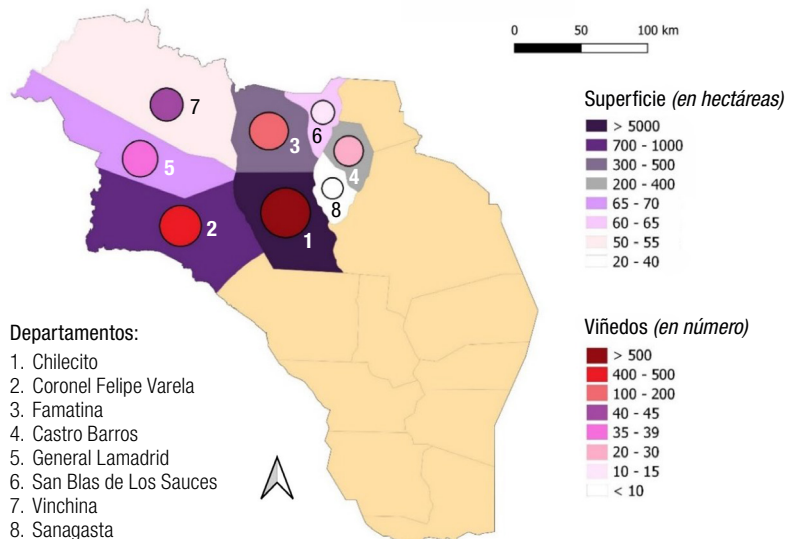 0 50 100 km
Superficie (en hectáreas)
> 5000
700 - 1000
300 - 500
200 - 400
65 - 70
60 - 65
50 - 55
20 - 40
7
6
3
5
4
8
2
1
Viñedos (en número)
> 500
400 - 500
100 - 200
40 - 45
35 - 39
20 - 30
10 - 15
< 10
Departamentos:
1. Chilecito
2. Coronel Felipe Varela
3. Famatina
4. Castro Barros
5. General Lamadrid
6. San Blas de Los Sauces
7. Vinchina
8. Sanagasta